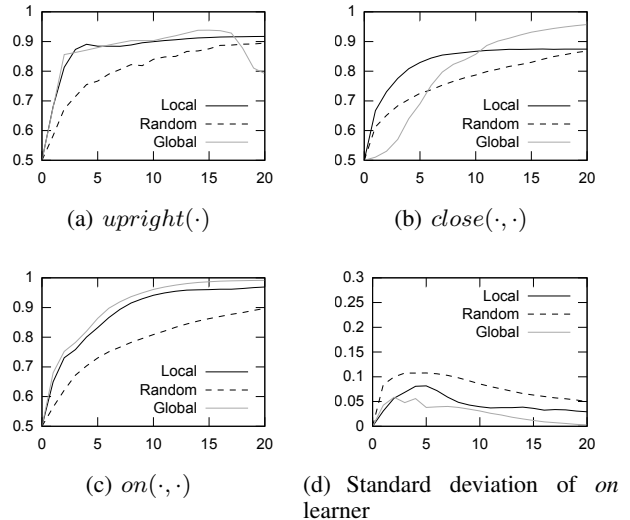 1
0.9
0.8
0.7
0.6
0.5
Local
Random
Global
0 5 10 15 20
(a) upright(·)
1
0.9
0.8
0.7
0.6
0.5
Local
Random
Global
0 5 10 15 20
(b) close(·, ·)
1
0.9
0.8
0.7
0.6
0.5
Local
Random
Global
0 5 10 15 20
(c) on(·, ·)
0.3
0.25
0.2
0.15
0.1
0.05
0
Local
Random
Global
0 5 10 15 20
(d) Standard deviation of on
learner